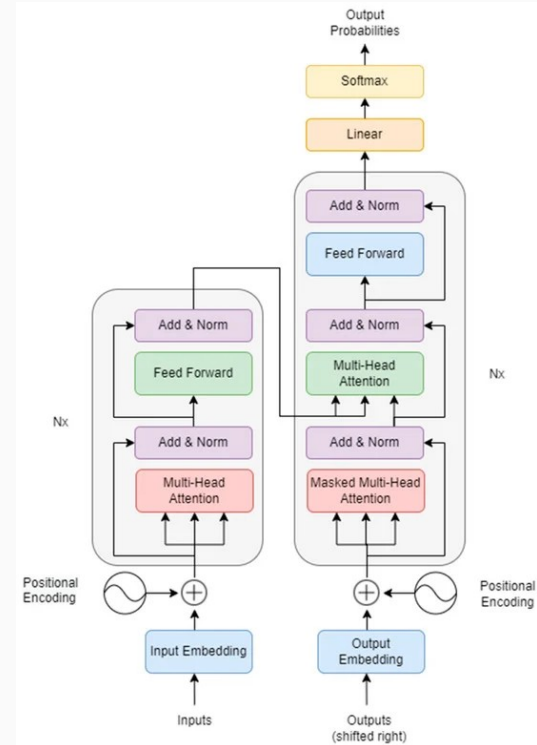 Output
Probabilities
Softmax
Linear
Add & Norm
Feed Forward
Add & Norm
Multi-Head
Attention
Add & Norm
Masked Multi-Head
Attention
Nx
Add & Norm
Feed Forward
Add & Norm
Multi-Head
Attention
Nx
Positional
Encoding
Positional
Encoding
Input Embedding
Output
Embedding
Inputs
Outputs
(shifted right)